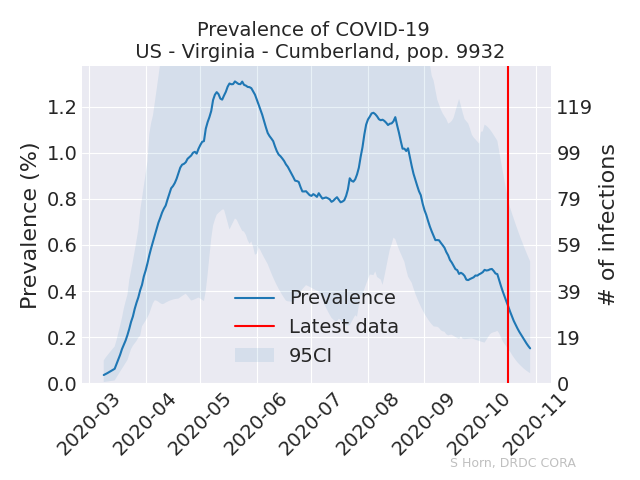 Prevalence of COVID-19
US - Virginia - Cumberland, pop. 9932
Prevalence (%)
1.2
1.0
0.8
0.6
0.4
0.2
0.0
119
99
79
59
39
19
0
# of infections
Prevalence
Latest data
95CI
2020-03
2020-04
2020-05
2020-06
2020-07
2020-08
2020-09
2020-10
2020-11
S Horn, DRDC CORA